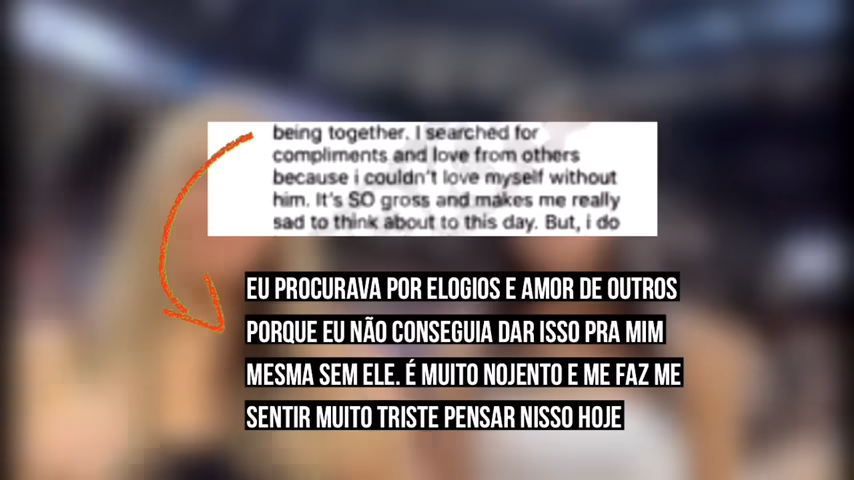 being together. I searched for
compliments and love from others
because i couldn't love myself without
him. It's SO gross and makes me really
sad to think about to this day. But, i do
EU PROCURAVA POR ELOGIOS E AMOR DE OUTROS
PORQUE EU NÃO CONSEGUIA DAR ISSO PRA MIM
MESMA SEM ELE. É MUITO NOJENTO E ME FAZ ME
SENTIR MUITO TRISTE PENSAR NISSO HOJE